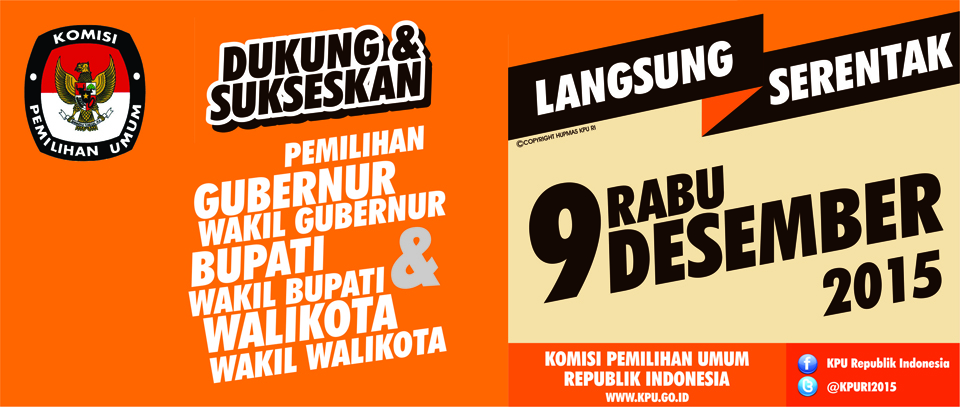 KOMISI
PEMILIHAN UMUM
DUKUNG &
SUKSESKAN
PEMILIHAN
GUBERNUR
WAKIL GUBERNUR
BUPATI
WAKIL BUPATI
&
WALIKOTA
WAKIL WALIKOTA
LANGSUNG
SERENTAK
©COPYRIGHT HUPMAS KPU RI
9 RABU
DESEMBER
2015
KOMISI PEMILIHAN UMUM
REPUBLIK INDONESIA
WWW.KPU.GO.ID
KPU Republik Indonesia
@KPURI2015